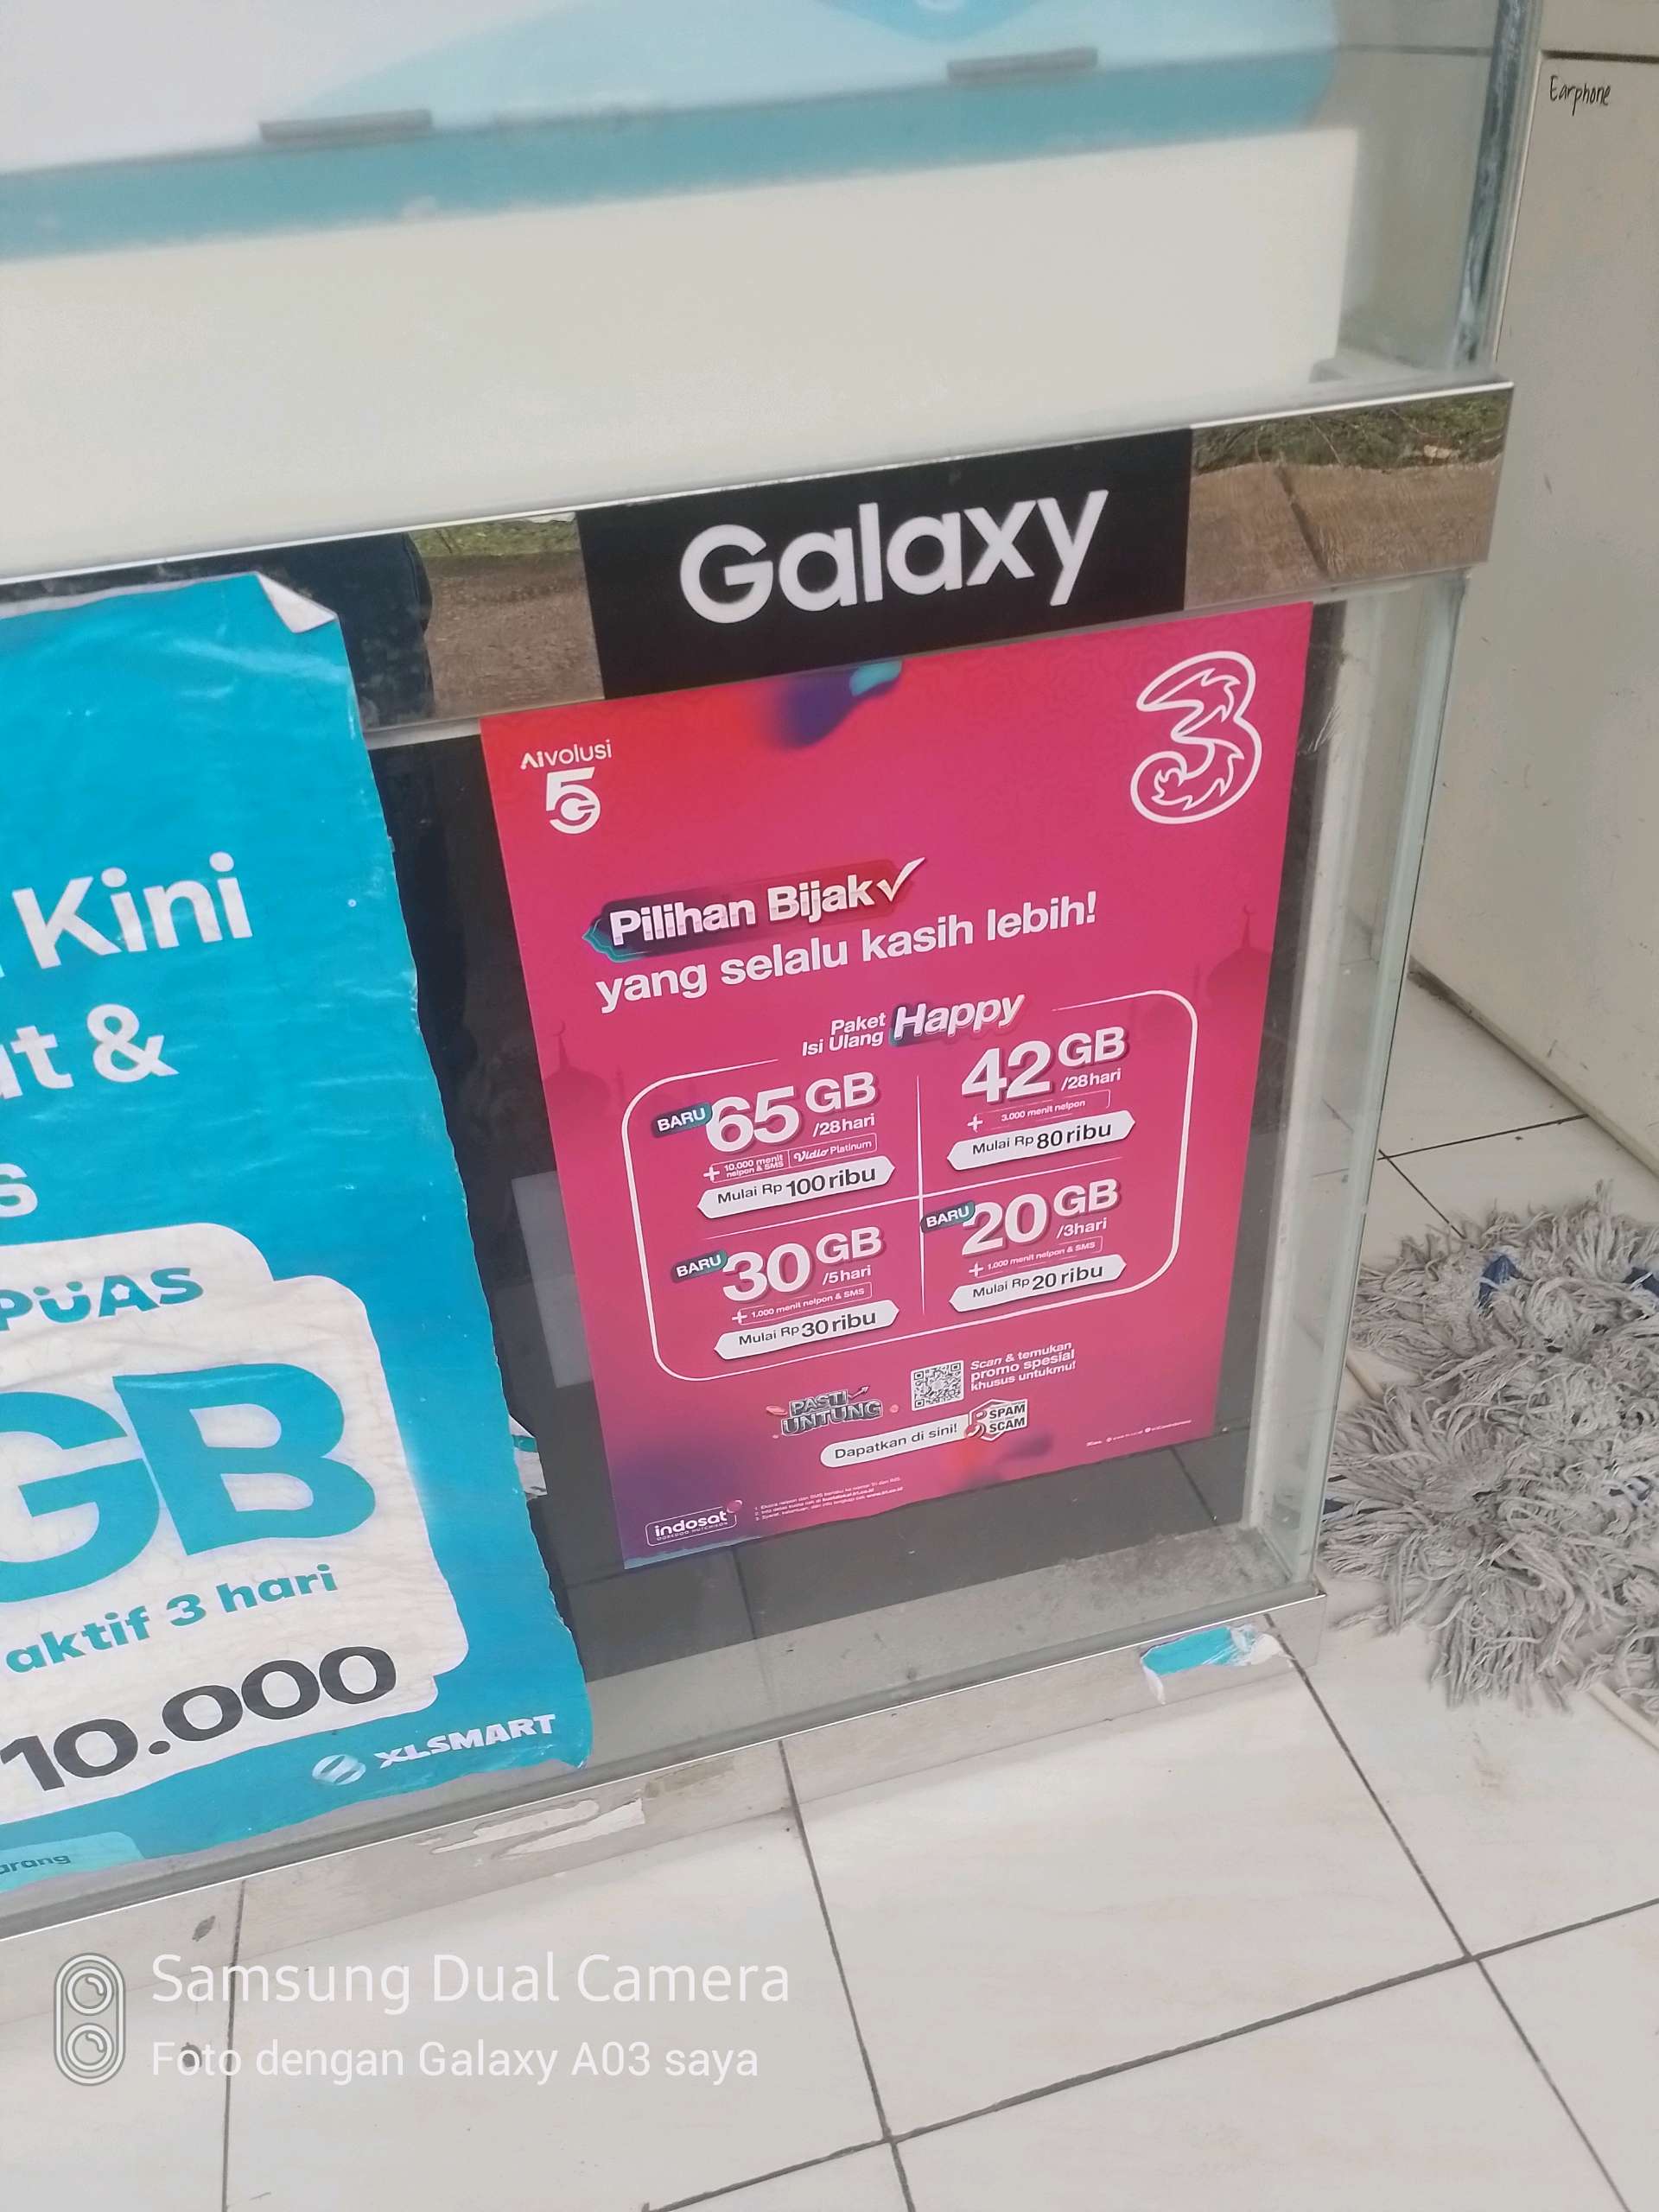 Earphone
Galaxy
Kini
&
PUAS
GB
aktif 3 hari
10.000
XLSMART
AIVOLUSI
5G
3
Pilihan Bijak
yang selalu kasih lebih!
Paket
Isi Ulang
Happy
BARU
65 GB
/28hari
+ 10.000 menit
nelpon & SMS
Vidio Platinum
Mulai Rp 100 ribu
42 GB
/28hari
+ 3.000 menit nelpon
Mulai Rp 80 ribu
BARU
30 GB
/5hari
+ 1.000 menit nelpon & SMS
Mulai Rp 30 ribu
BARU
20 GB
/3hari
+ 1.000 menit nelpon & SMS
Mulai Rp 20 ribu
PASTI
UNTUNG
Scan & temukan
promo spesial
khusus untukmu!
Dapatkan di sini!
SPAM
SCAM
indosat
Samsung Dual Camera
Foto dengan Galaxy A03 saya